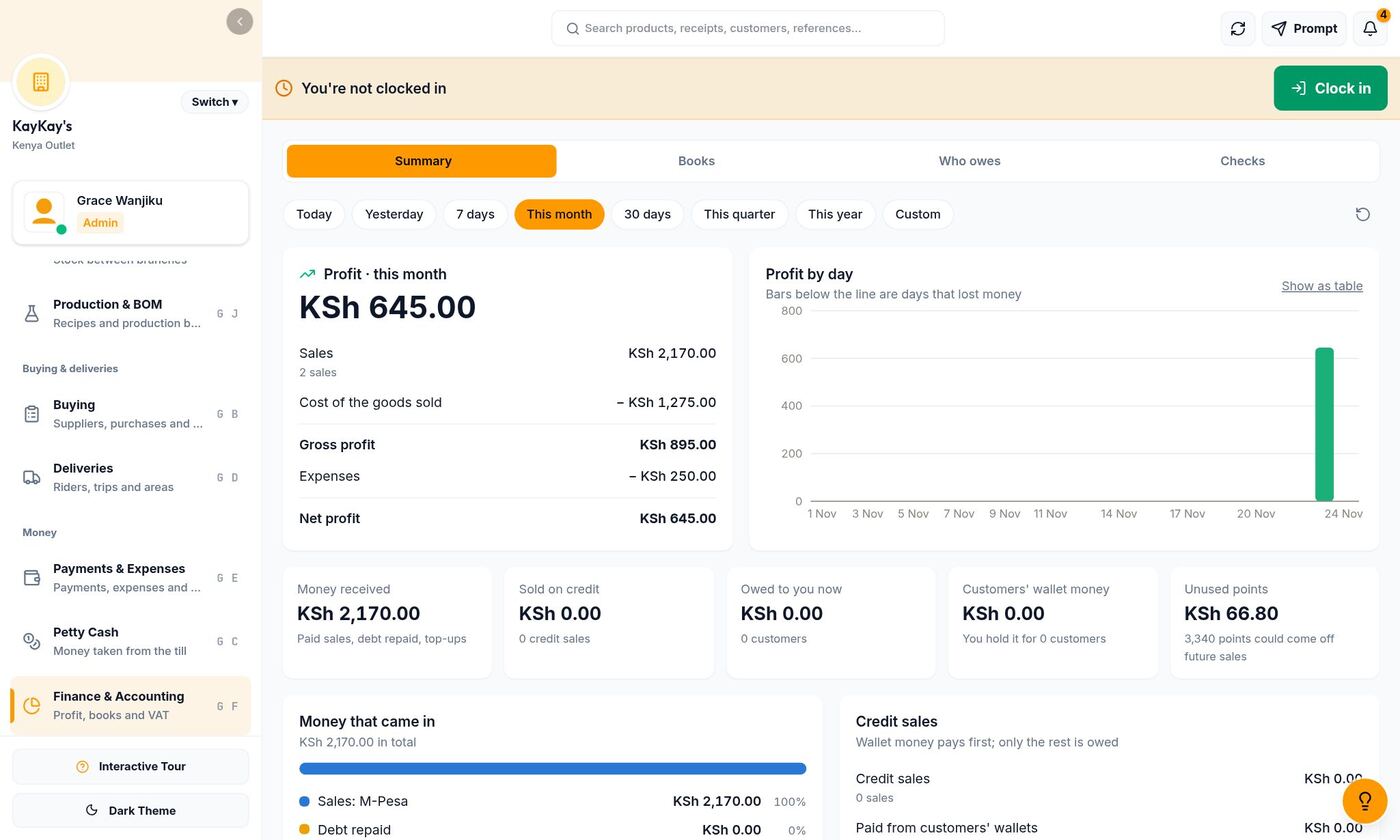 Search products, receipts, customers, references...
Prompt
4
Switch ▾
KayKay's
Kenya Outlet
Grace Wanjiku
Admin
Stock between branches
Production & BOM
Recipes and production b...
G J
Buying & deliveries
Buying
Suppliers, purchases and ...
G B
Deliveries
Riders, trips and areas
G D
Money
Payments & Expenses
Payments, expenses and ...
G E
Petty Cash
Money taken from the till
G C
Finance & Accounting
Profit, books and VAT
G F
Interactive Tour
Dark Theme
You're not clocked in
Clock in
Summary
Books
Who owes
Checks
Today
Yesterday
7 days
This month
30 days
This quarter
This year
Custom
Profit · this month
KSh 645.00
Sales
KSh 2,170.00
2 sales
Cost of the goods sold
– KSh 1,275.00
Gross profit
KSh 895.00
Expenses
– KSh 250.00
Net profit
KSh 645.00
Profit by day
Bars below the line are days that lost money
Show as table
800
600
400
200
0
1 Nov
3 Nov
5 Nov
7 Nov
9 Nov
11 Nov
14 Nov
17 Nov
20 Nov
24 Nov
Money received
KSh 2,170.00
Paid sales, debt repaid, top-ups
Sold on credit
KSh 0.00
0 credit sales
Owed to you now
KSh 0.00
0 customers
Customers' wallet money
KSh 0.00
You hold it for 0 customers
Unused points
KSh 66.80
3,340 points could come off
future sales
Money that came in
KSh 2,170.00 in total
Sales: M-Pesa
KSh 2,170.00
100%
Debt repaid
KSh 0.00
0%
Credit sales
Wallet money pays first; only the rest is owed
Credit sales
KSh 0.00
0 sales
Paid from customers' wallets
KSh 0.00